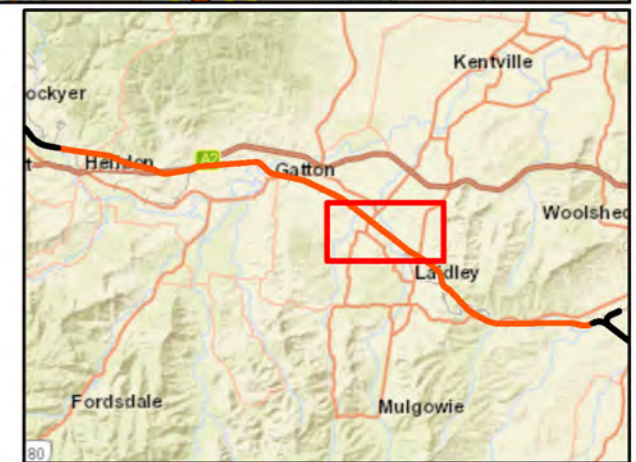 Kentville
ockyer
Helidon
A2
Gatton
t
Woolshed
Laidley
Fordsdale
Mulgowie
80